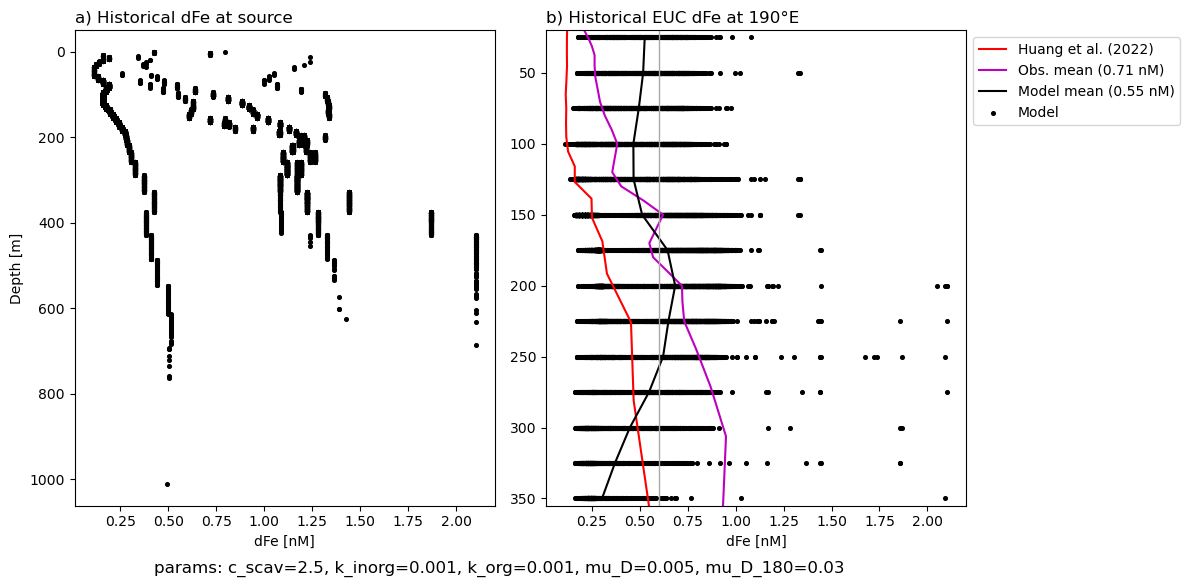 a) Historical dFe at source
b) Historical EUC dFe at 190°E
0
200
400
600
800
1000
Depth [m]
0.25 0.50 0.75 1.00 1.25 1.50 1.75 2.00
dFe [nM]
50
100
150
200
250
300
350
0.25 0.50 0.75 1.00 1.25 1.50 1.75 2.00
dFe [nM]
Huang et al. (2022)
Obs. mean (0.71 nM)
Model mean (0.55 nM)
Model
params: c_scav=2.5, k_inorg=0.001, k_org=0.001, mu_D=0.005, mu_D_180=0.03